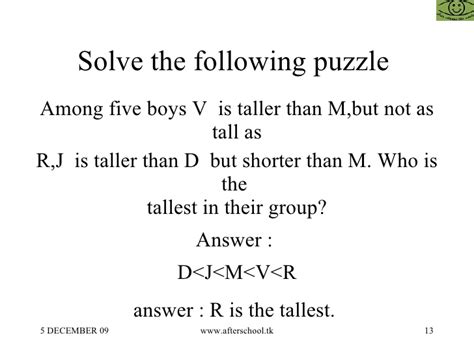 Solve the following puzzle
Among five boys V is taller than M,but not as
tall as
R,J is taller than D but shorter than M. Who is
the
tallest in their group?
Answer :
D<J<M<V<R
answer : R is the tallest.
5 DECEMBER 09 www.afterschool.tk 13